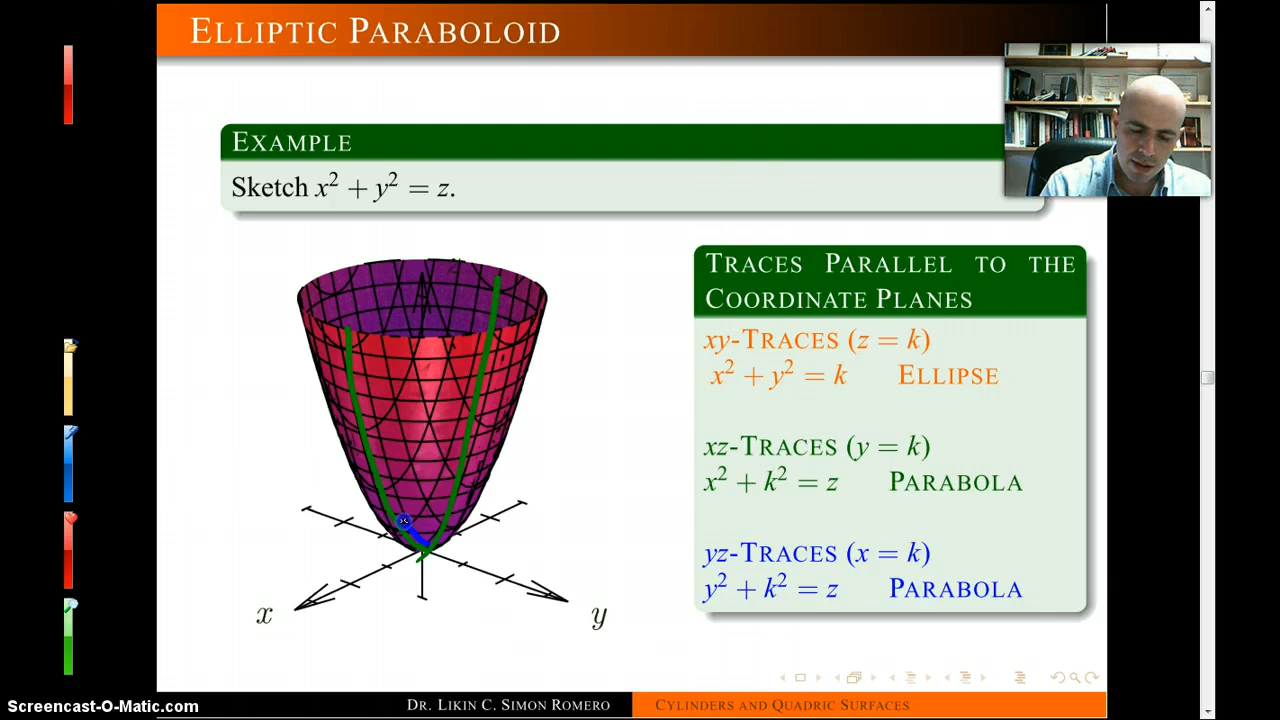 ELLIPTIC PARABOLOID
EXAMPLE
Sketch x² + y² = z.
TRACES PARALLEL TO THE
COORDINATE PLANES
xy-TRACES (z = k)
x² + y² = k ELLIPSE
xz-TRACES (y = k)
x² + k² = z PARABOLA
yz-TRACES (x = k)
y² + k² = z PARABOLA
x
y
Screencast-O-Matic.com
DR. LIKIN C. SIMON ROMERO
CYLINDERS AND QUADRIC SURFACES